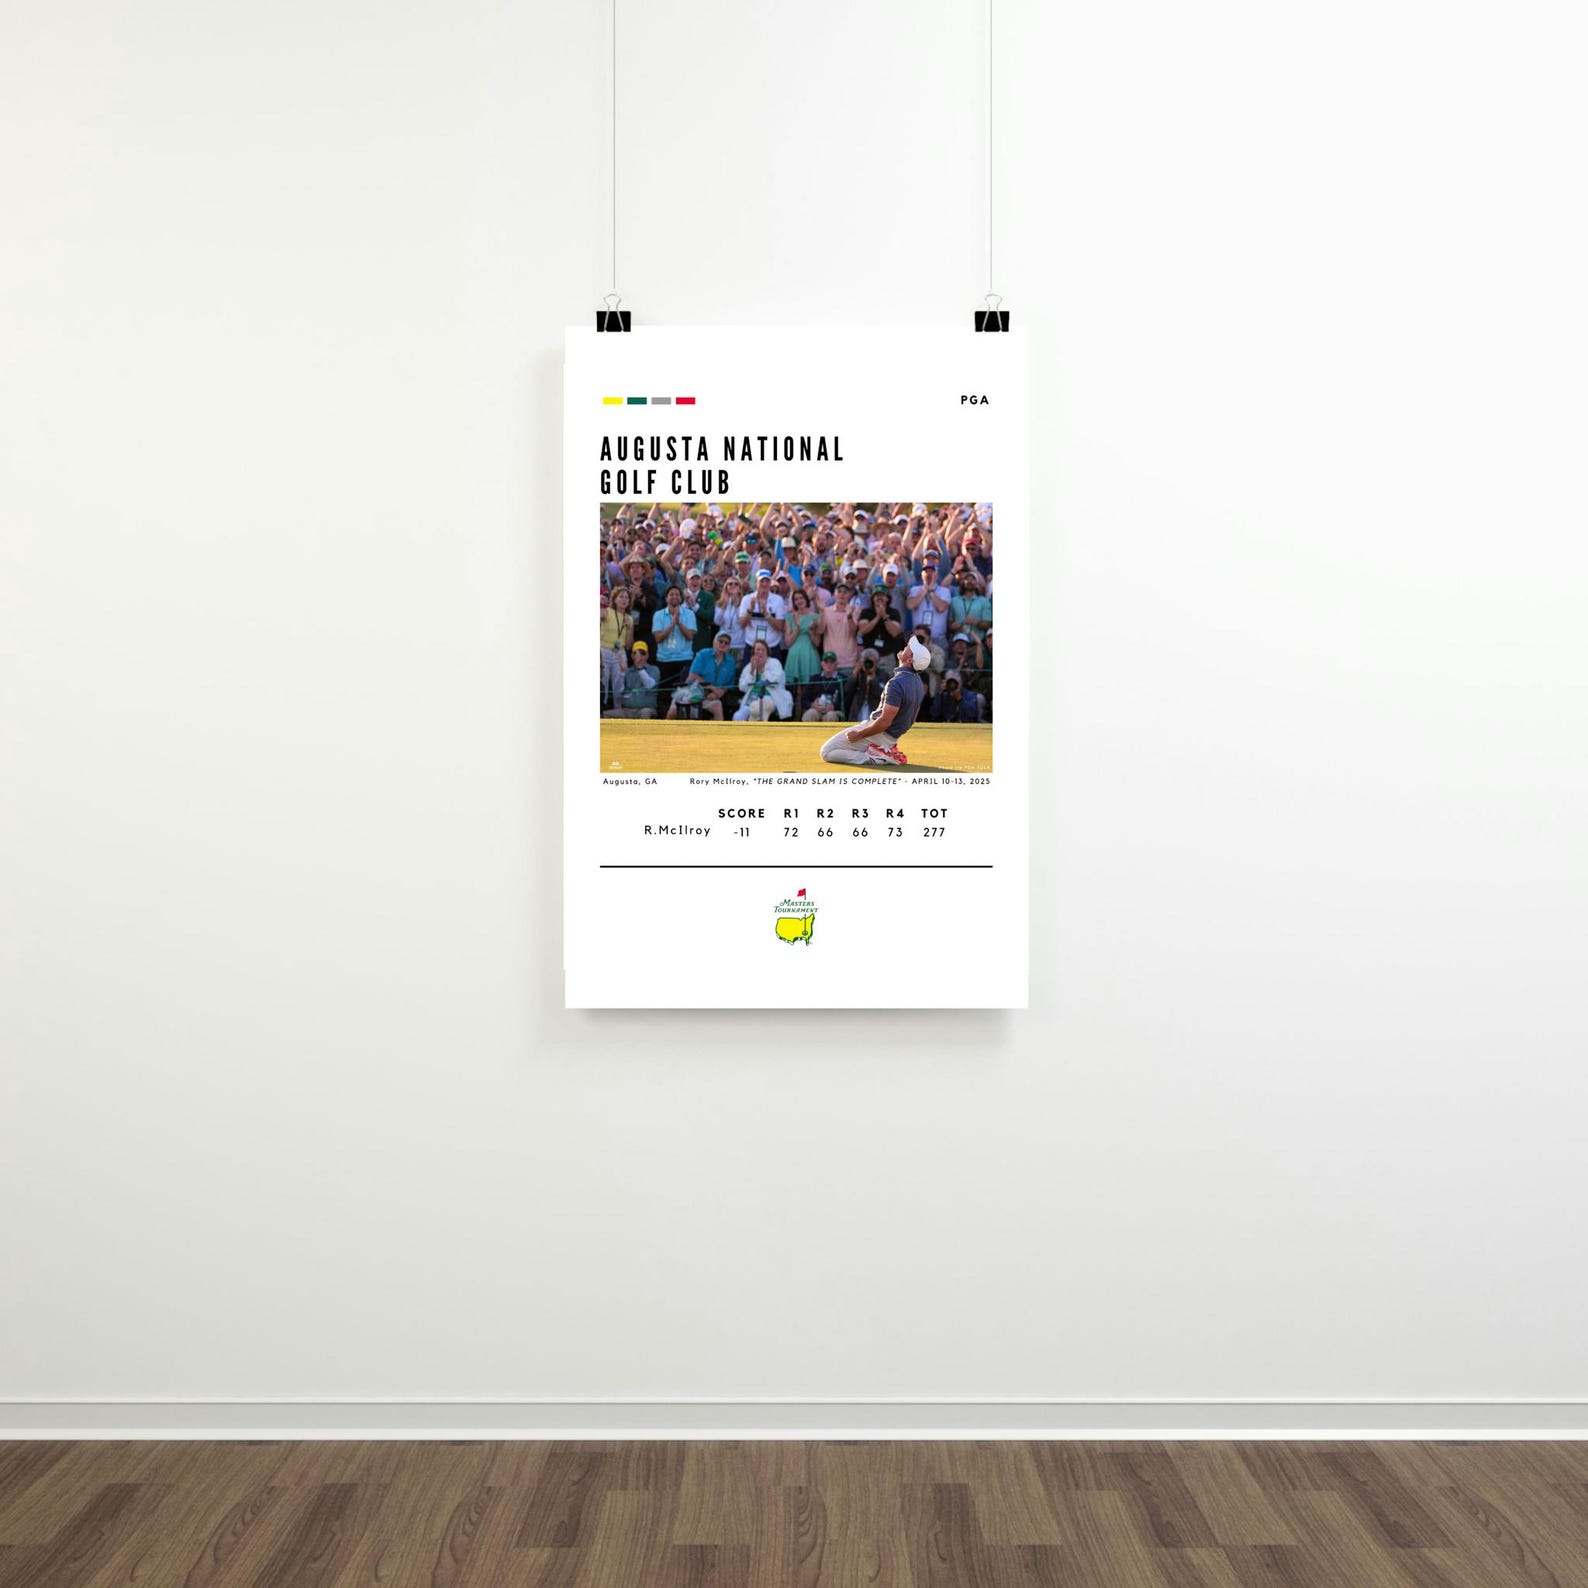 PGA
AUGUSTA NATIONAL
GOLF CLUB
Augusta, GA Rory McIlroy, "THE GRAND SLAM IS COMPLETE" - APRIL 10-13, 2025
SCORE R1 R2 R3 R4 TOT
R.McIlroy -11 72 66 66 73 277
Masters
Tournament